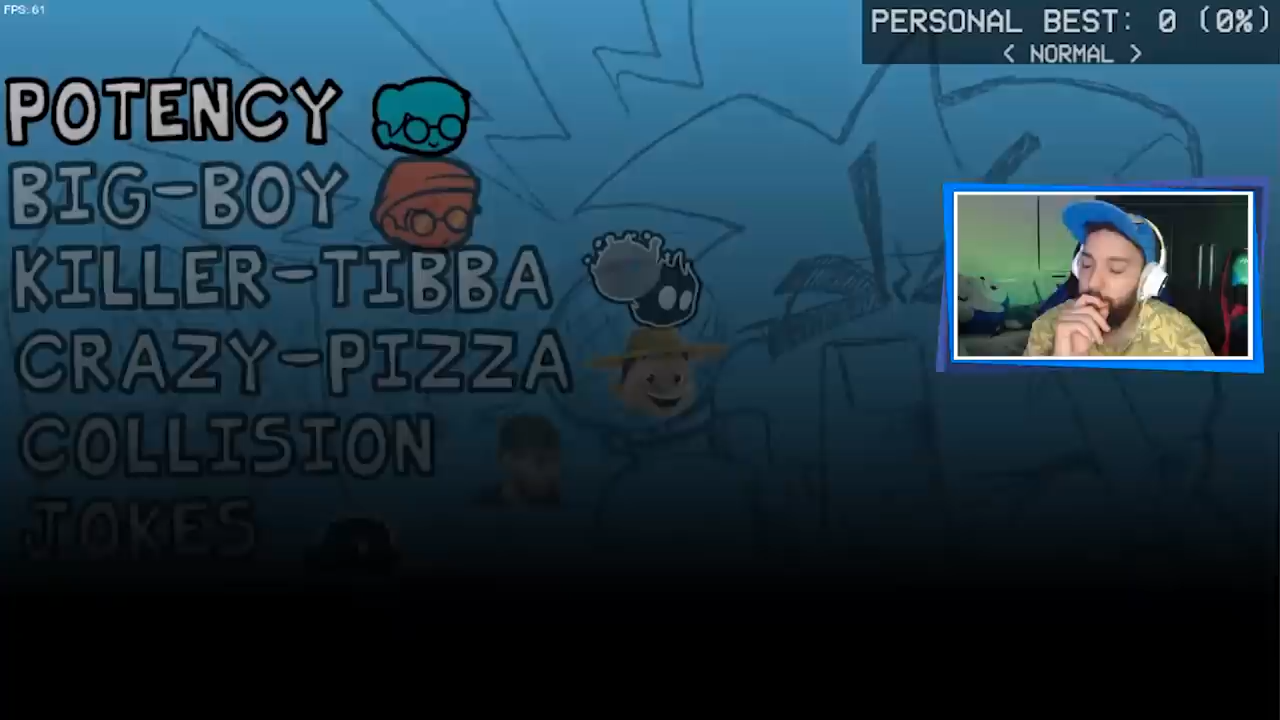 FPS: 61
PERSONAL BEST: 0 (0%)
< NORMAL >
POTENCY
BIG-BOY
KILLER-TIBBA
CRAZY-PIZZA
COLLISION
JOKES